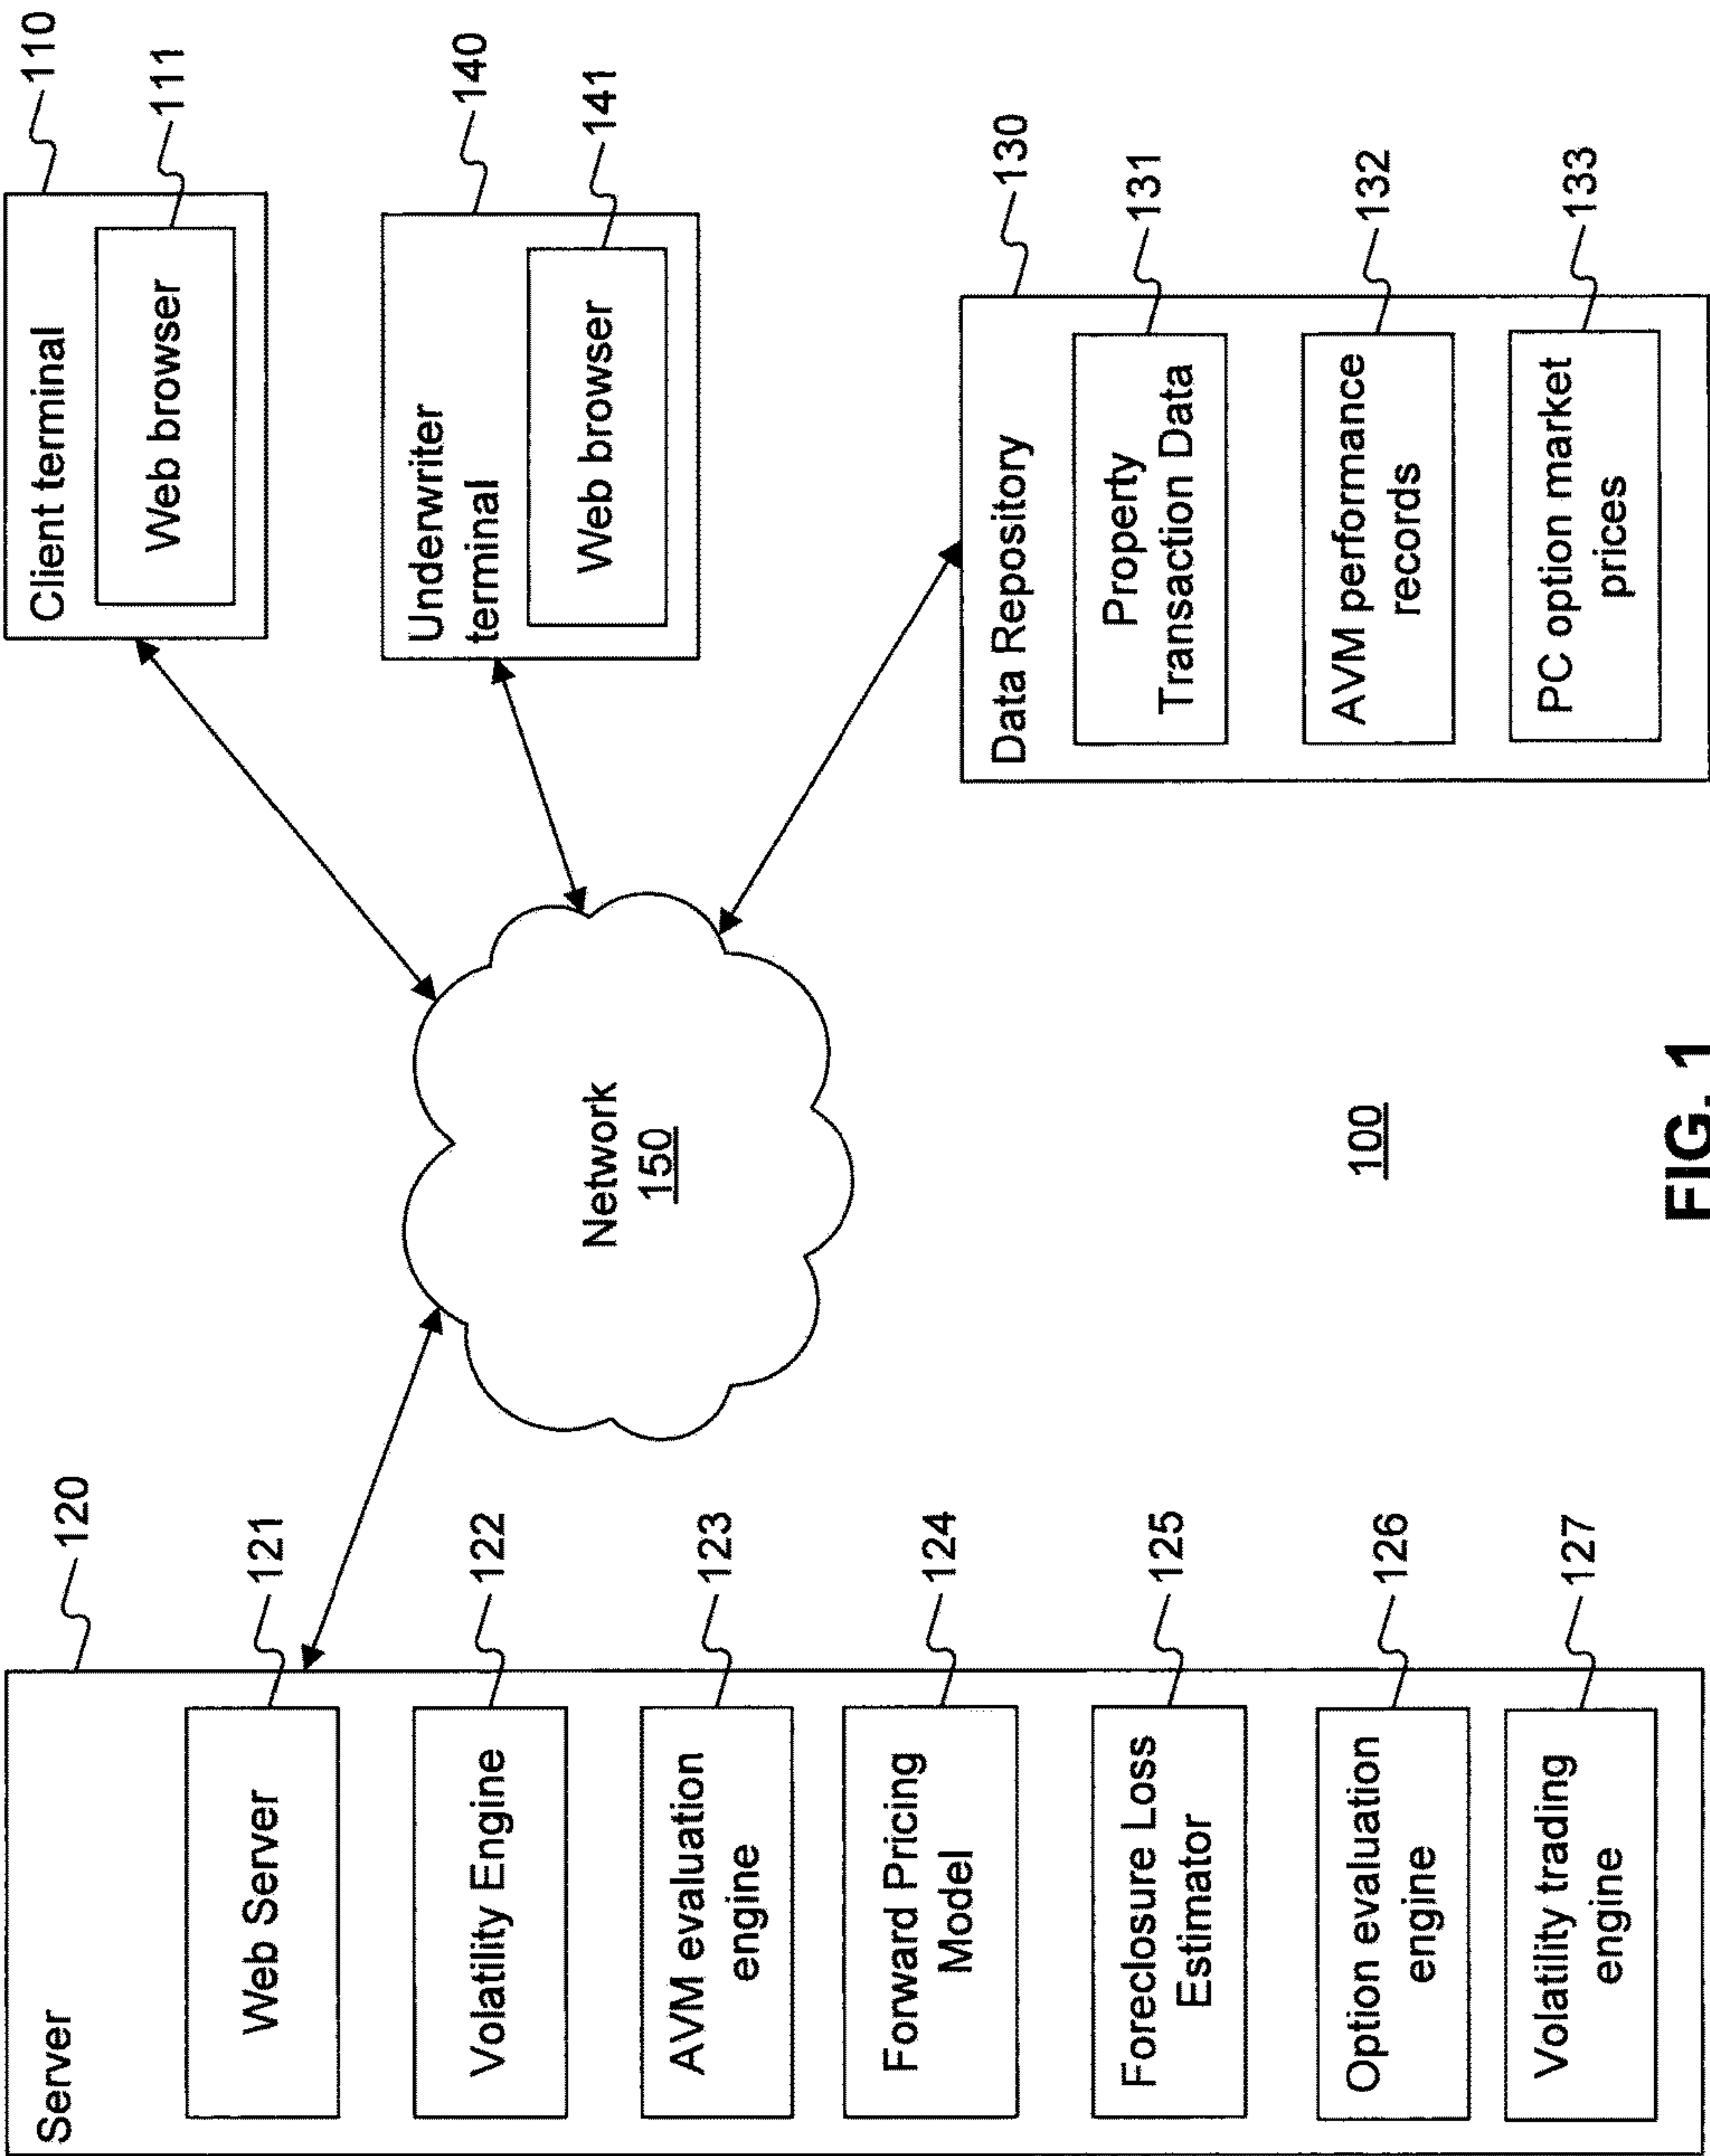 Server
120
Web Server
121
Volatility Engine
122
AVM evaluation
engine
123
Forward Pricing
Model
124
Foreclosure Loss
Estimator
125
Option evaluation
engine
126
Volatility trading
engine
127
Network
150
Client terminal
110
Web browser
111
Underwriter
terminal
140
Web browser
141
Data Repository
130
Property
Transaction Data
131
AVM performance
records
132
PC option market
prices
133
100
FIG. 1